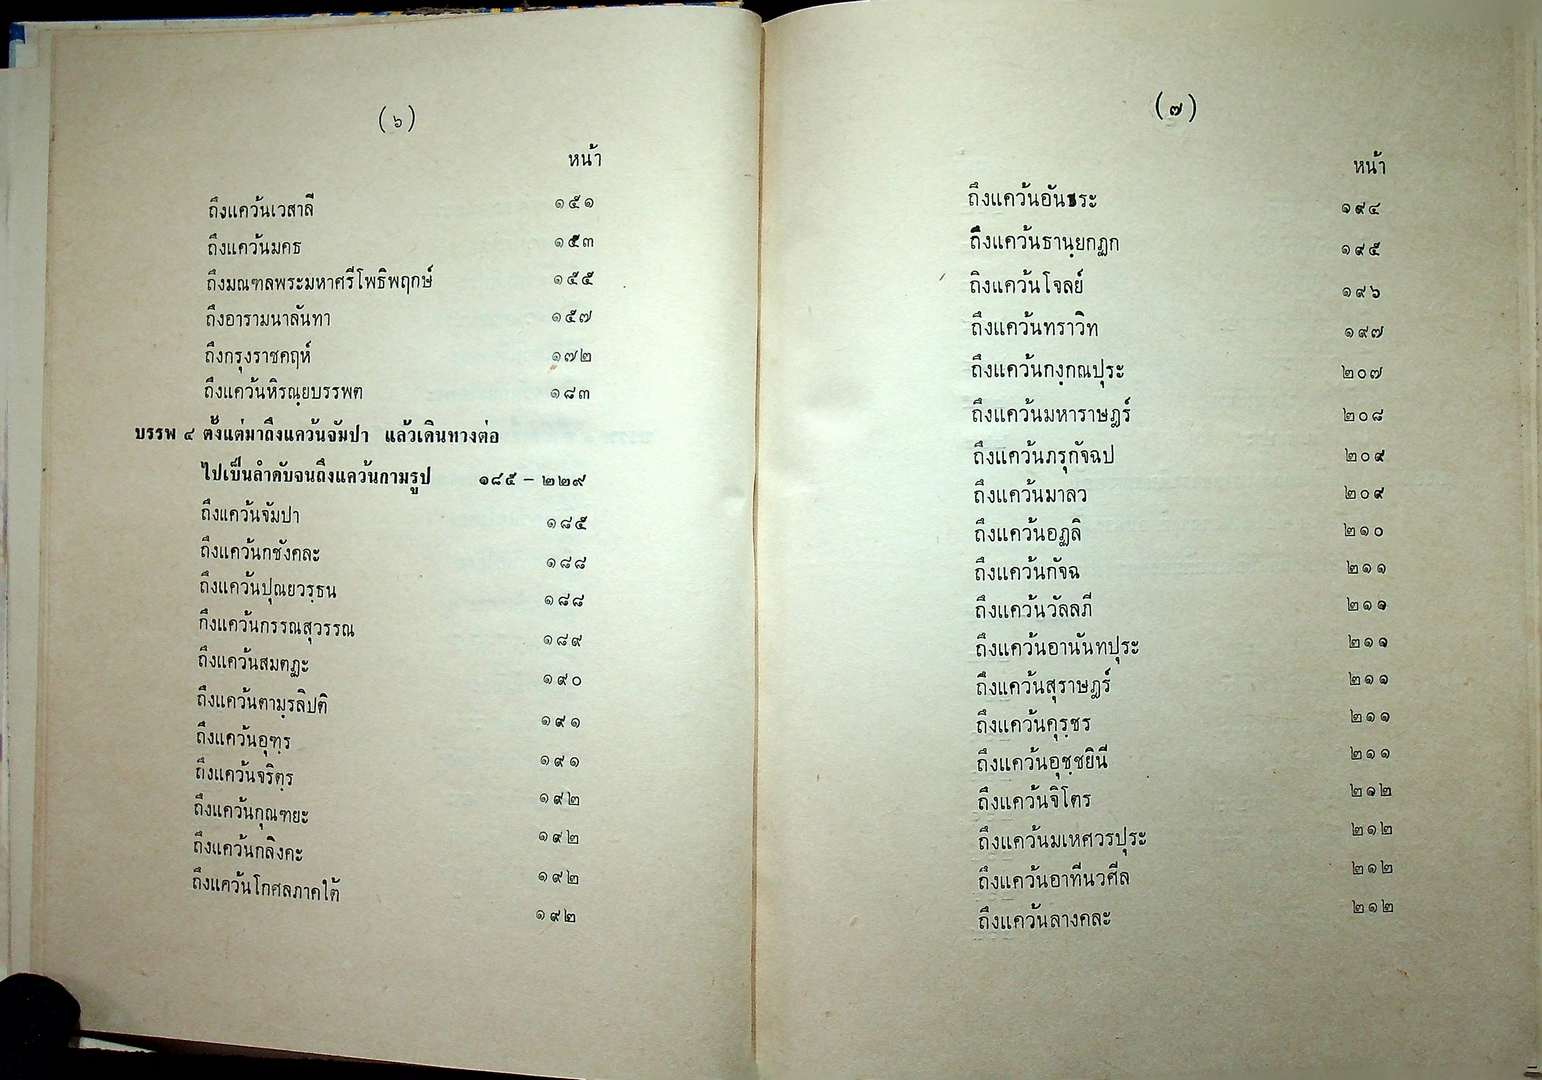 (๖)
หน้า
ถึงแคว้นเวสาลี ๑๕๑
ถึงแคว้นมคธ ๑๕๓
ถึงมณฑลพระมหาศรีโพธิพฤกษ์ ๑๕๕
ถึงอารามนาลันทา ๑๕๗
ถึงกรุงราชคฤห์ ๑๗๒
ถึงแคว้นหิรณฺยบรรพต ๑๘๓
บรรพ ๔ ตั้งแต่มาถึงแคว้นจัมปา แล้วเดินทางต่อ
ไปเป็นลำดับจนถึงแคว้นกามรูป ๑๘๕ - ๒๒๙
ถึงแคว้นจัมปา ๑๘๕
ถึงแคว้นกชังคละ ๑๘๘
ถึงแคว้นปุณยวรฺธน ๑๘๘
ถึงแคว้นกรรณสุวรรณ ๑๘๙
ถึงแคว้นสมตฏะ ๑๙๐
ถึงแคว้นตามฺรลิปติ ๑๙๑
ถึงแคว้นอุฑฺร ๑๙๑
ถึงแคว้นจริตฺร ๑๙๒
ถึงแคว้นกุณฑยะ ๑๙๒
ถึงแคว้นกลิงคะ ๑๙๒
ถึงแคว้นโกศลภาคใต้ ๑๙๒
(๗)
หน้า
ถึงแคว้นอันธระ ๑๙๔
ถึงแคว้นธานฺยกฏก ๑๙๕
ถึงแคว้นโจลย์ ๑๙๖
ถึงแคว้นทราวิท ๑๙๗
ถึงแคว้นกงฺกณปุระ ๒๐๗
ถึงแคว้นมหาราษฎร์ ๒๐๘
ถึงแคว้นภรุกัจฉป ๒๐๙
ถึงแคว้นมาลว ๒๐๙
ถึงแคว้นอฏลิ ๒๑๐
ถึงแคว้นกัจฉ ๒๑๑
ถึงแคว้นวัลลภี ๒๑๑
ถึงแคว้นอานันทปุระ ๒๑๑
ถึงแคว้นสุราษฎร์ ๒๑๑
ถึงแคว้นคุรฺชร ๒๑๑
ถึงแคว้นอุชฺชยินี ๒๑๑
ถึงแคว้นจิโตร ๒๑๒
ถึงแคว้นมเหศวรปุระ ๒๑๒
ถึงแคว้นอาทีนวศีล ๒๑๒
ถึงแคว้นลางคละ ๒๑๒